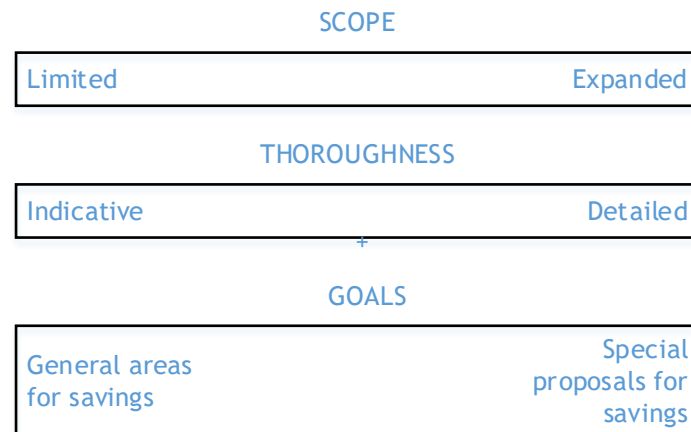 SCOPE
Limited Expanded
THOROUGHNESS
Indicative Detailed
+
GOALS
General areas
for savings
Special
proposals for
savings